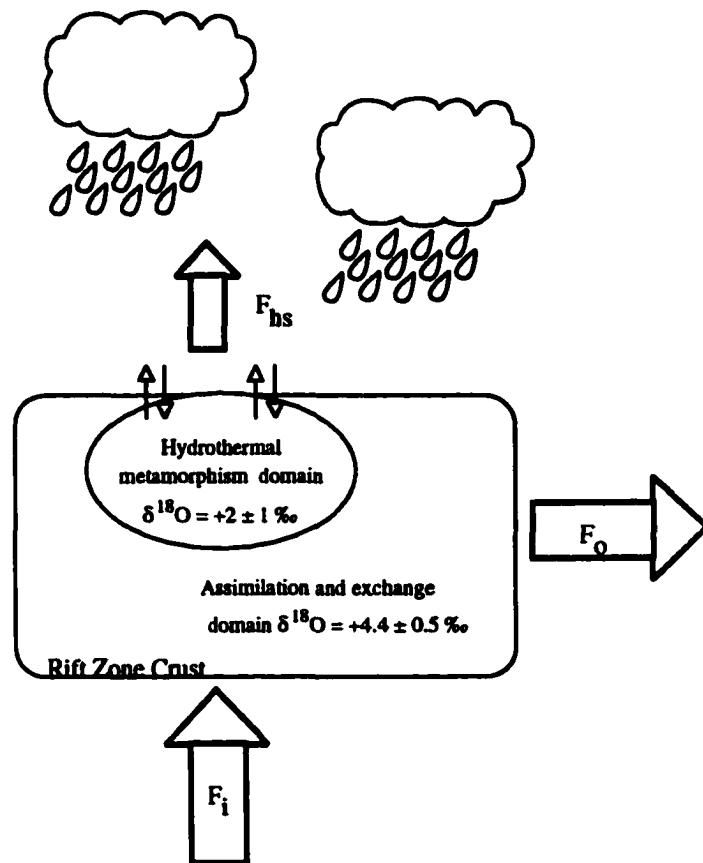 F_hs
Hydrothermal
metamorphism domain
δ¹⁸O = +2 ± 1 ‰
F_o
Assimilation and exchange
domain δ¹⁸O = +4.4 ± 0.5 ‰
Rift Zone Crust
F_i